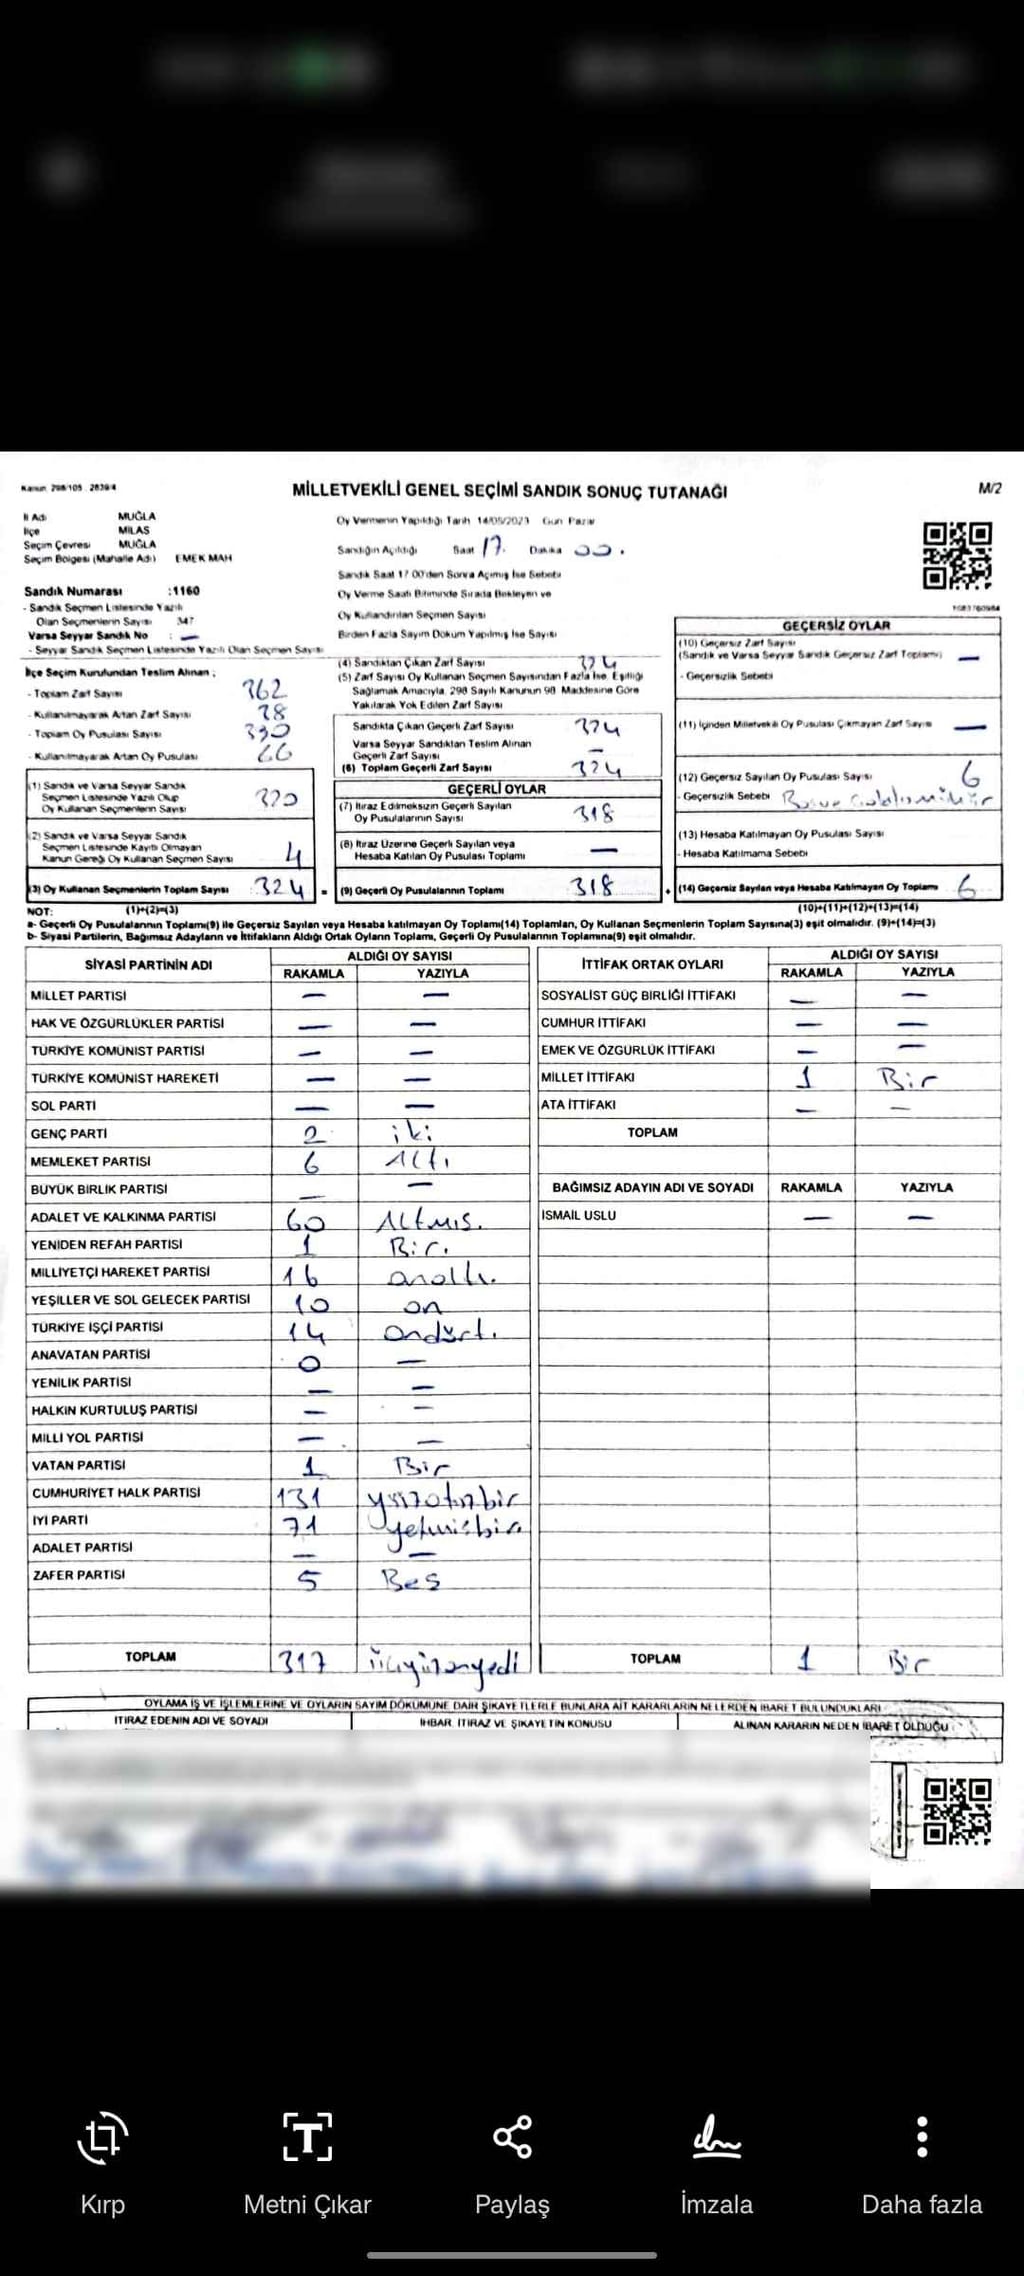 Kanun: 298/105 - 2839/4
MİLLETVEKİLİ GENEL SEÇİMİ SANDIK SONUÇ TUTANAĞI
M/2
İl Adı MUĞLA
İlçe MİLAS
Seçim Çevresi MUĞLA
Seçim Bölgesi (Mahalle Adı) EMEK MAH
Sandık Numarası :1160
- Sandık Seçmen Listesinde Yazılı
Olan Seçmenlerin Sayısı 347
Varsa Seyyar Sandık No : —
- Seyyar Sandık Seçmen Listesinde Yazılı Olan Seçmen Sayısı
Oy Vermenin Yapıldığı Tarih 14/05/2023 Gün Pazar
Sandığın Açıldığı Saat 17. Dakika 00.
Sandık Saat 17 00'den Sonra Açılmış İse Sebebi
Oy Verme Saati Bitiminde Sırada Bekleyen ve
Oy Kullandırılan Seçmen Sayısı
Birden Fazla Sayım Döküm Yapılmış İse Sayısı
İlçe Seçim Kurulundan Teslim Alınan ;
- Toplam Zarf Sayısı 362
- Kullanılmayarak Artan Zarf Sayısı 38
- Toplam Oy Pusulası Sayısı 390
- Kullanılmayarak Artan Oy Pusulası 66
(1) Sandık ve Varsa Seyyar Sandık
Seçmen Listesinde Yazılı Olup
Oy Kullanan Seçmenlerin Sayısı 320
(2) Sandık ve Varsa Seyyar Sandık
Seçmen Listesinde Kayıtlı Olmayan
Kanun Gereği Oy Kullanan Seçmen Sayısı 4
(3) Oy Kullanan Seçmenlerin Toplam Sayısı 324 =
(4) Sandıktan Çıkan Zarf Sayısı 324
(5) Zarf Sayısı Oy Kullanan Seçmen Sayısından Fazla İse, Eşitliği
Sağlamak Amacıyla, 298 Sayılı Kanunun 98 Maddesine Göre
Yakılarak Yok Edilen Zarf Sayısı
Sandıkta Çıkan Geçerli Zarf Sayısı 324
Varsa Seyyar Sandıktan Teslim Alınan
Geçerli Zarf Sayısı —
(6) Toplam Geçerli Zarf Sayısı 324
GEÇERLİ OYLAR
(7) İtiraz Edilmeksizin Geçerli Sayılan
Oy Pusulalarının Sayısı 318
(8) İtiraz Üzerine Geçerli Sayılan veya
Hesaba Katılan Oy Pusulası Toplamı —
(9) Geçerli Oy Pusulalarının Toplamı 318 +
GEÇERSİZ OYLAR
(10) Geçersiz Zarf Sayısı
(Sandık ve Varsa Seyyar Sandık Geçersiz Zarf Toplamı) —
- Geçersizlik Sebebi
(11) İçinden Milletvekili Oy Pusulası Çıkmayan Zarf Sayısı —
(12) Geçersiz Sayılan Oy Pusulası Sayısı 6
- Geçersizlik Sebebi
(13) Hesaba Katılmayan Oy Pusulası Sayısı
- Hesaba Katılmama Sebebi
(14) Geçersiz Sayılan veya Hesaba Katılmayan Oy Toplamı 6
NOT: (1)+(2)=(3)
(10)+(11)+(12)+(13)=(14)
a- Geçerli Oy Pusulalarının Toplamı(9) ile Geçersiz Sayılan veya Hesaba katılmayan Oy Toplamı(14) Toplamları, Oy Kullanan Seçmenlerin Toplam Sayısına(3) eşit olmalıdır. (9)+(14)=(3)
b- Siyasi Partilerin, Bağımsız Adayların ve İttifakların Aldığı Ortak Oyların Toplamı, Geçerli Oy Pusulalarının Toplamına(9) eşit olmalıdır.
SİYASİ PARTİNİN ADI ALDIĞI OY SAYISI
RAKAMLA YAZIYLA
MİLLET PARTİSİ — —
HAK VE ÖZGÜRLÜKLER PARTİSİ — —
TÜRKİYE KOMÜNİST PARTİSİ — —
TÜRKİYE KOMÜNİST HAREKETİ — —
SOL PARTİ — —
GENÇ PARTİ 2 iki
MEMLEKET PARTİSİ 6 Altı
BÜYÜK BİRLİK PARTİSİ — —
ADALET VE KALKINMA PARTİSİ 60 Altmış.
YENİDEN REFAH PARTİSİ 1 Bir.
MİLLİYETÇİ HAREKET PARTİSİ 16 onaltı.
YEŞİLLER VE SOL GELECEK PARTİSİ 10 on
TÜRKİYE İŞÇİ PARTİSİ 14 ondört.
ANAVATAN PARTİSİ 0 —
YENİLİK PARTİSİ — —
HALKIN KURTULUŞ PARTİSİ — —
MİLLİ YOL PARTİSİ — —
VATAN PARTİSİ 1 Bir
CUMHURİYET HALK PARTİSİ 131 yüzotuzbir
İYİ PARTİ 71 yetmişbir
ADALET PARTİSİ — —
ZAFER PARTİSİ 5 Beş
TOPLAM 317 üçyüzonyedi
İTTİFAK ORTAK OYLARI ALDIĞI OY SAYISI
RAKAMLA YAZIYLA
SOSYALİST GÜÇ BİRLİĞİ İTTİFAKI — —
CUMHUR İTTİFAKI — —
EMEK VE ÖZGÜRLÜK İTTİFAKI — —
MİLLET İTTİFAKI 1 Bir
ATA İTTİFAKI — —
TOPLAM
BAĞIMSIZ ADAYIN ADI VE SOYADI RAKAMLA YAZIYLA
İSMAİL USLU — —
TOPLAM 1 Bir
OYLAMA İŞ VE İŞLEMLERİNE VE OYLARIN SAYIM DÖKÜMÜNE DAİR ŞİKAYETLERLE BUNLARA AİT KARARLARIN NELERDEN İBARET BULUNDUKLARI
İTİRAZ EDENİN ADI VE SOYADI İHBAR, İTİRAZ VE ŞİKAYETİN KONUSU ALINAN KARARIN NEDEN İBARET OLDUĞU
Kırp Metni Çıkar Paylaş İmzala Daha fazla